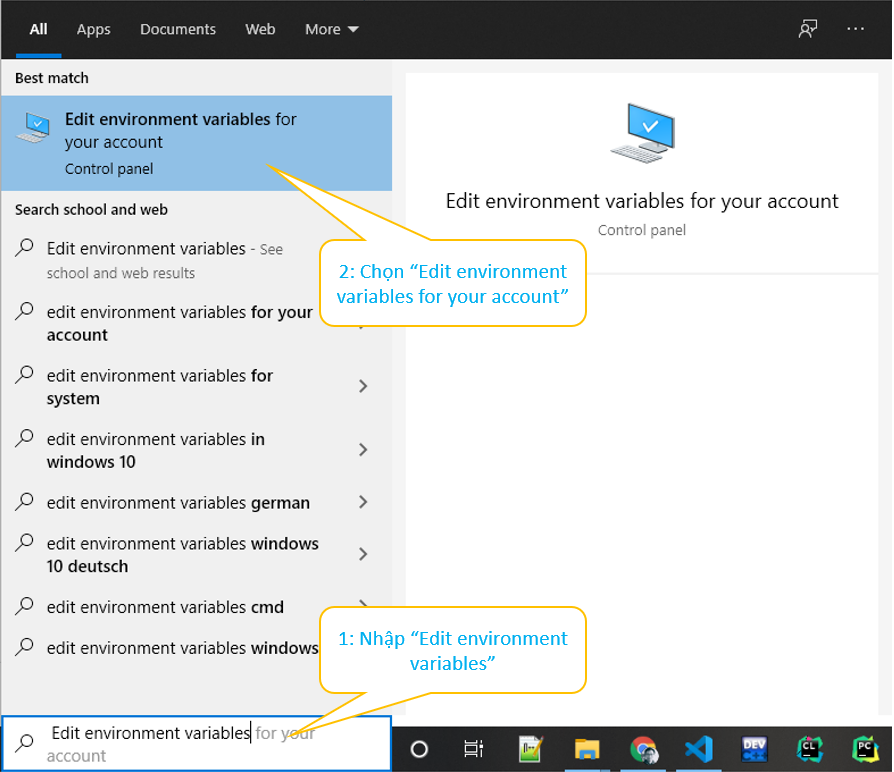 All Apps Documents Web More
Best match
Edit environment variables for
your account
Control panel
Search school and web
Edit environment variables - See
school and web results
edit environment variables for your
account
edit environment variables for
system
edit environment variables in
windows 10
edit environment variables german
edit environment variables windows
10 deutsch
edit environment variables cmd
edit environment variables windows
Edit environment variables for your account
Control panel
2: Chọn “Edit environment
variables for your account”
1: Nhập “Edit environment
variables”
Edit environment variables for your
account
DEV
CL
PC